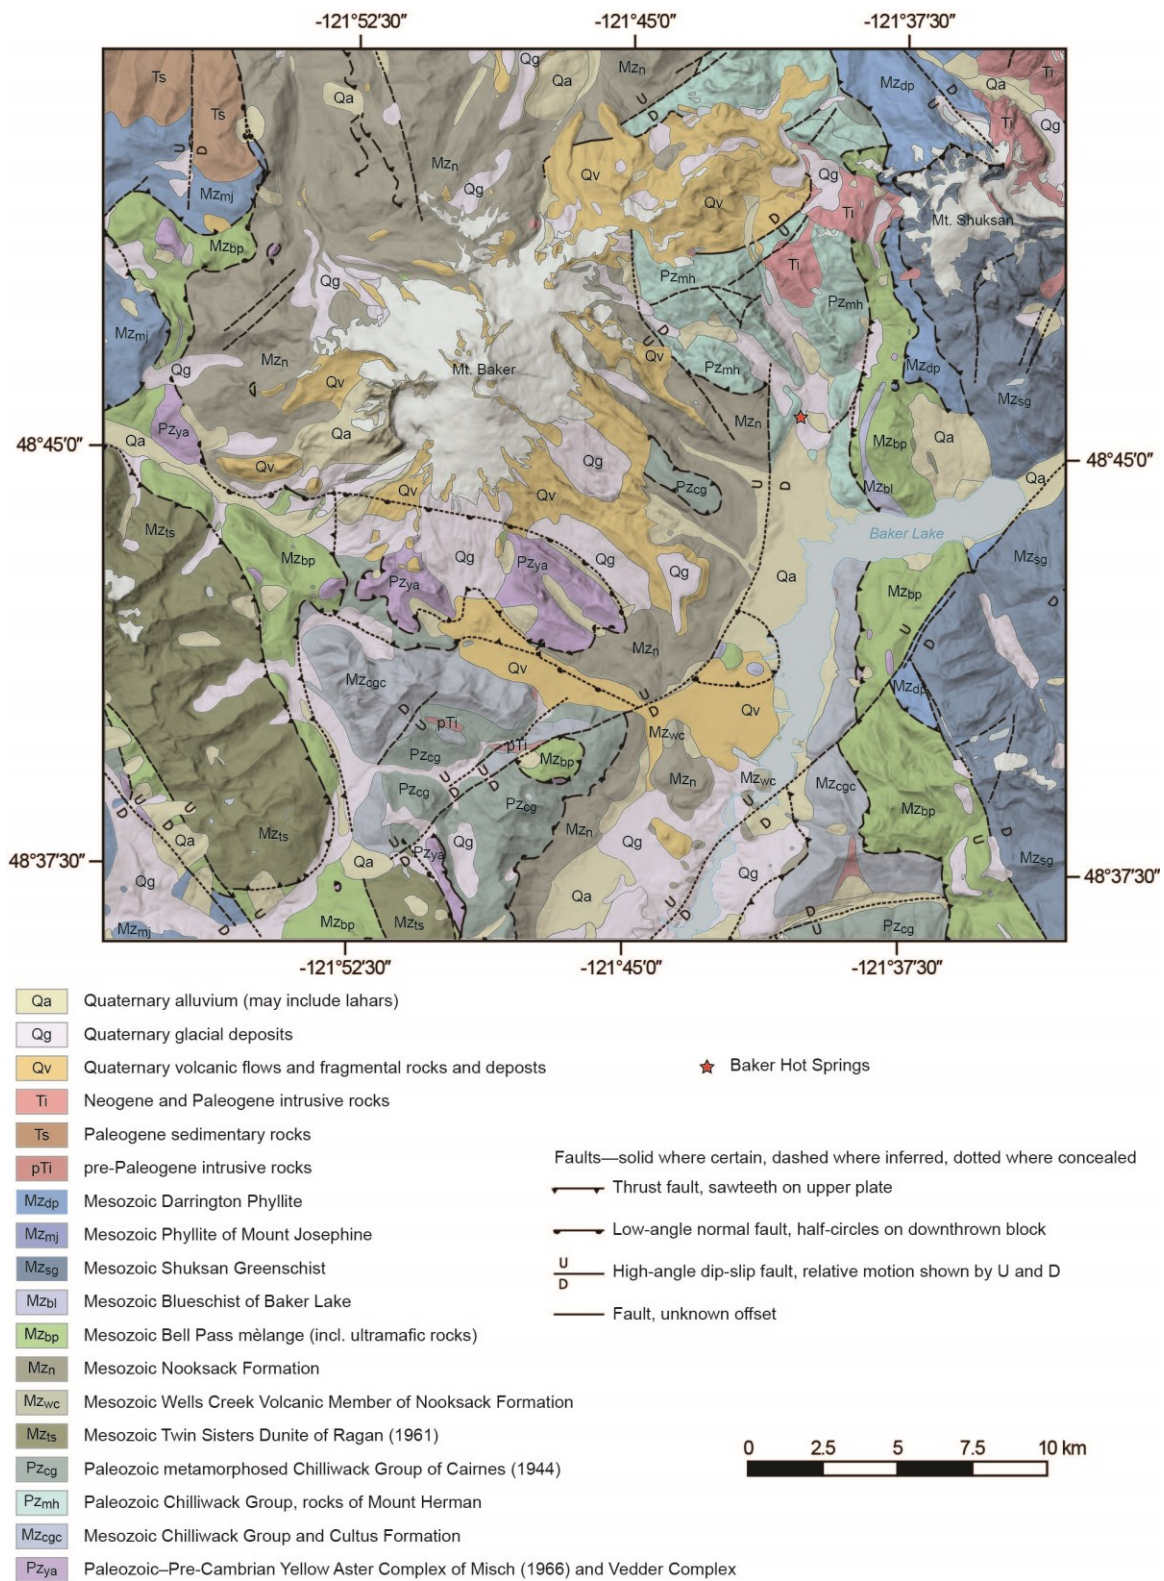 -121°52'30" -121°45'0" -121°37'30"
Ts Qa Qg Qa Mzn Mzdp Qa Ti
Ts U D Mzn Qg Qv U D Qv Qg U D Ti Qg
Mzmj Mzbp Ti Mt. Shuksan
Qg Pzmh D U Ti Pzmh
Mzmj Mzn Qv Mt. Baker D U Qv Pzmh Mzdp
Qg Mzsg
48°45'0" Qa Pzya Qa Mzn Mzbp Qa 48°45'0"
Qv Qv Qv Qg Pzcg U D Mzbl Qa
Mzts Baker Lake
Mzbp Qg Pzya Pzya Qg Qg Qa Mzbp Mzsg
D
Mzcgc Qv Mzn U D Mzdp
D U pTi U D Qv
pTi Pzcg Mzwc
Mzbp Mzn Mzwc Mzcgc
Pzcg U D U D Pzcg U D Mzbp
U D U D Mzts Mzn Qg U D
48°37'30" Qa Qa U D Pzya Qg Qg Mzsg 48°37'30"
Qg Qa U D
Mzmj U D Mzbp Mzts D U Pzcg
-121°52'30" -121°45'0" -121°37'30"
Qa Quaternary alluvium (may include lahars)
Qg Quaternary glacial deposits
Qv Quaternary volcanic flows and fragmental rocks and deposts
Ti Neogene and Paleogene intrusive rocks
Ts Paleogene sedimentary rocks
pTi pre-Paleogene intrusive rocks
Mzdp Mesozoic Darrington Phyllite
Mzmj Mesozoic Phyllite of Mount Josephine
Mzsg Mesozoic Shuksan Greenschist
Mzbl Mesozoic Blueschist of Baker Lake
Mzbp Mesozoic Bell Pass mèlange (incl. ultramafic rocks)
Mzn Mesozoic Nooksack Formation
Mzwc Mesozoic Wells Creek Volcanic Member of Nooksack Formation
Mzts Mesozoic Twin Sisters Dunite of Ragan (1961)
Pzcg Paleozoic metamorphosed Chilliwack Group of Cairnes (1944)
Pzmh Paleozoic Chilliwack Group, rocks of Mount Herman
Mzcgc Mesozoic Chilliwack Group and Cultus Formation
Pzya Paleozoic–Pre-Cambrian Yellow Aster Complex of Misch (1966) and Vedder Complex
Baker Hot Springs
Faults—solid where certain, dashed where inferred, dotted where concealed
Thrust fault, sawteeth on upper plate
Low-angle normal fault, half-circles on downthrown block
U
D
High-angle dip-slip fault, relative motion shown by U and D
Fault, unknown offset
0 2.5 5 7.5 10 km